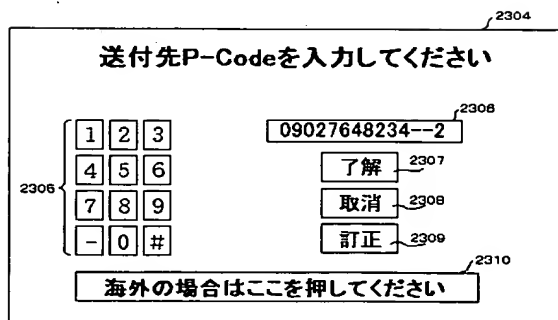 2304
送付先P-Codeを入力してください
2306
09027648234--2
1 2 3
2307
了解
4 5 6
2305
2308
取消
7 8 9
2309
訂正
- 0 #
2310
海外の場合はここを押してください